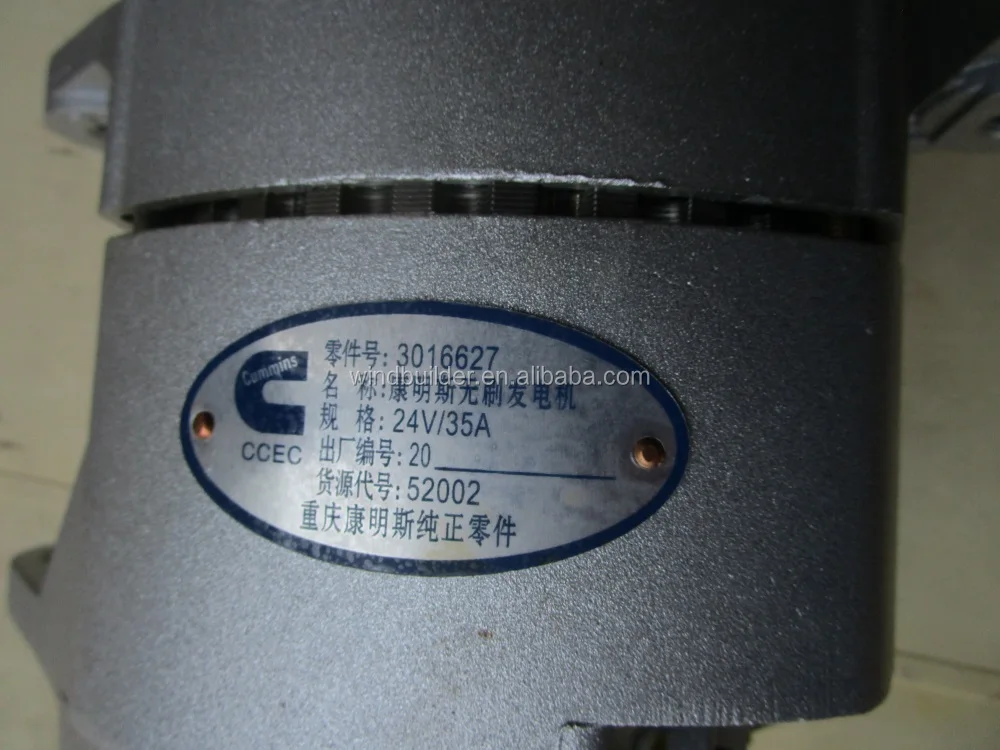 零件号: 3016627
Cummins
windbuilder.en.alibaba.com
名 称: 康明斯无刷发电机
规 格: 24V/35A
CCEC
出厂编号: 20
货源代号: 52002
重庆康明斯纯正零件